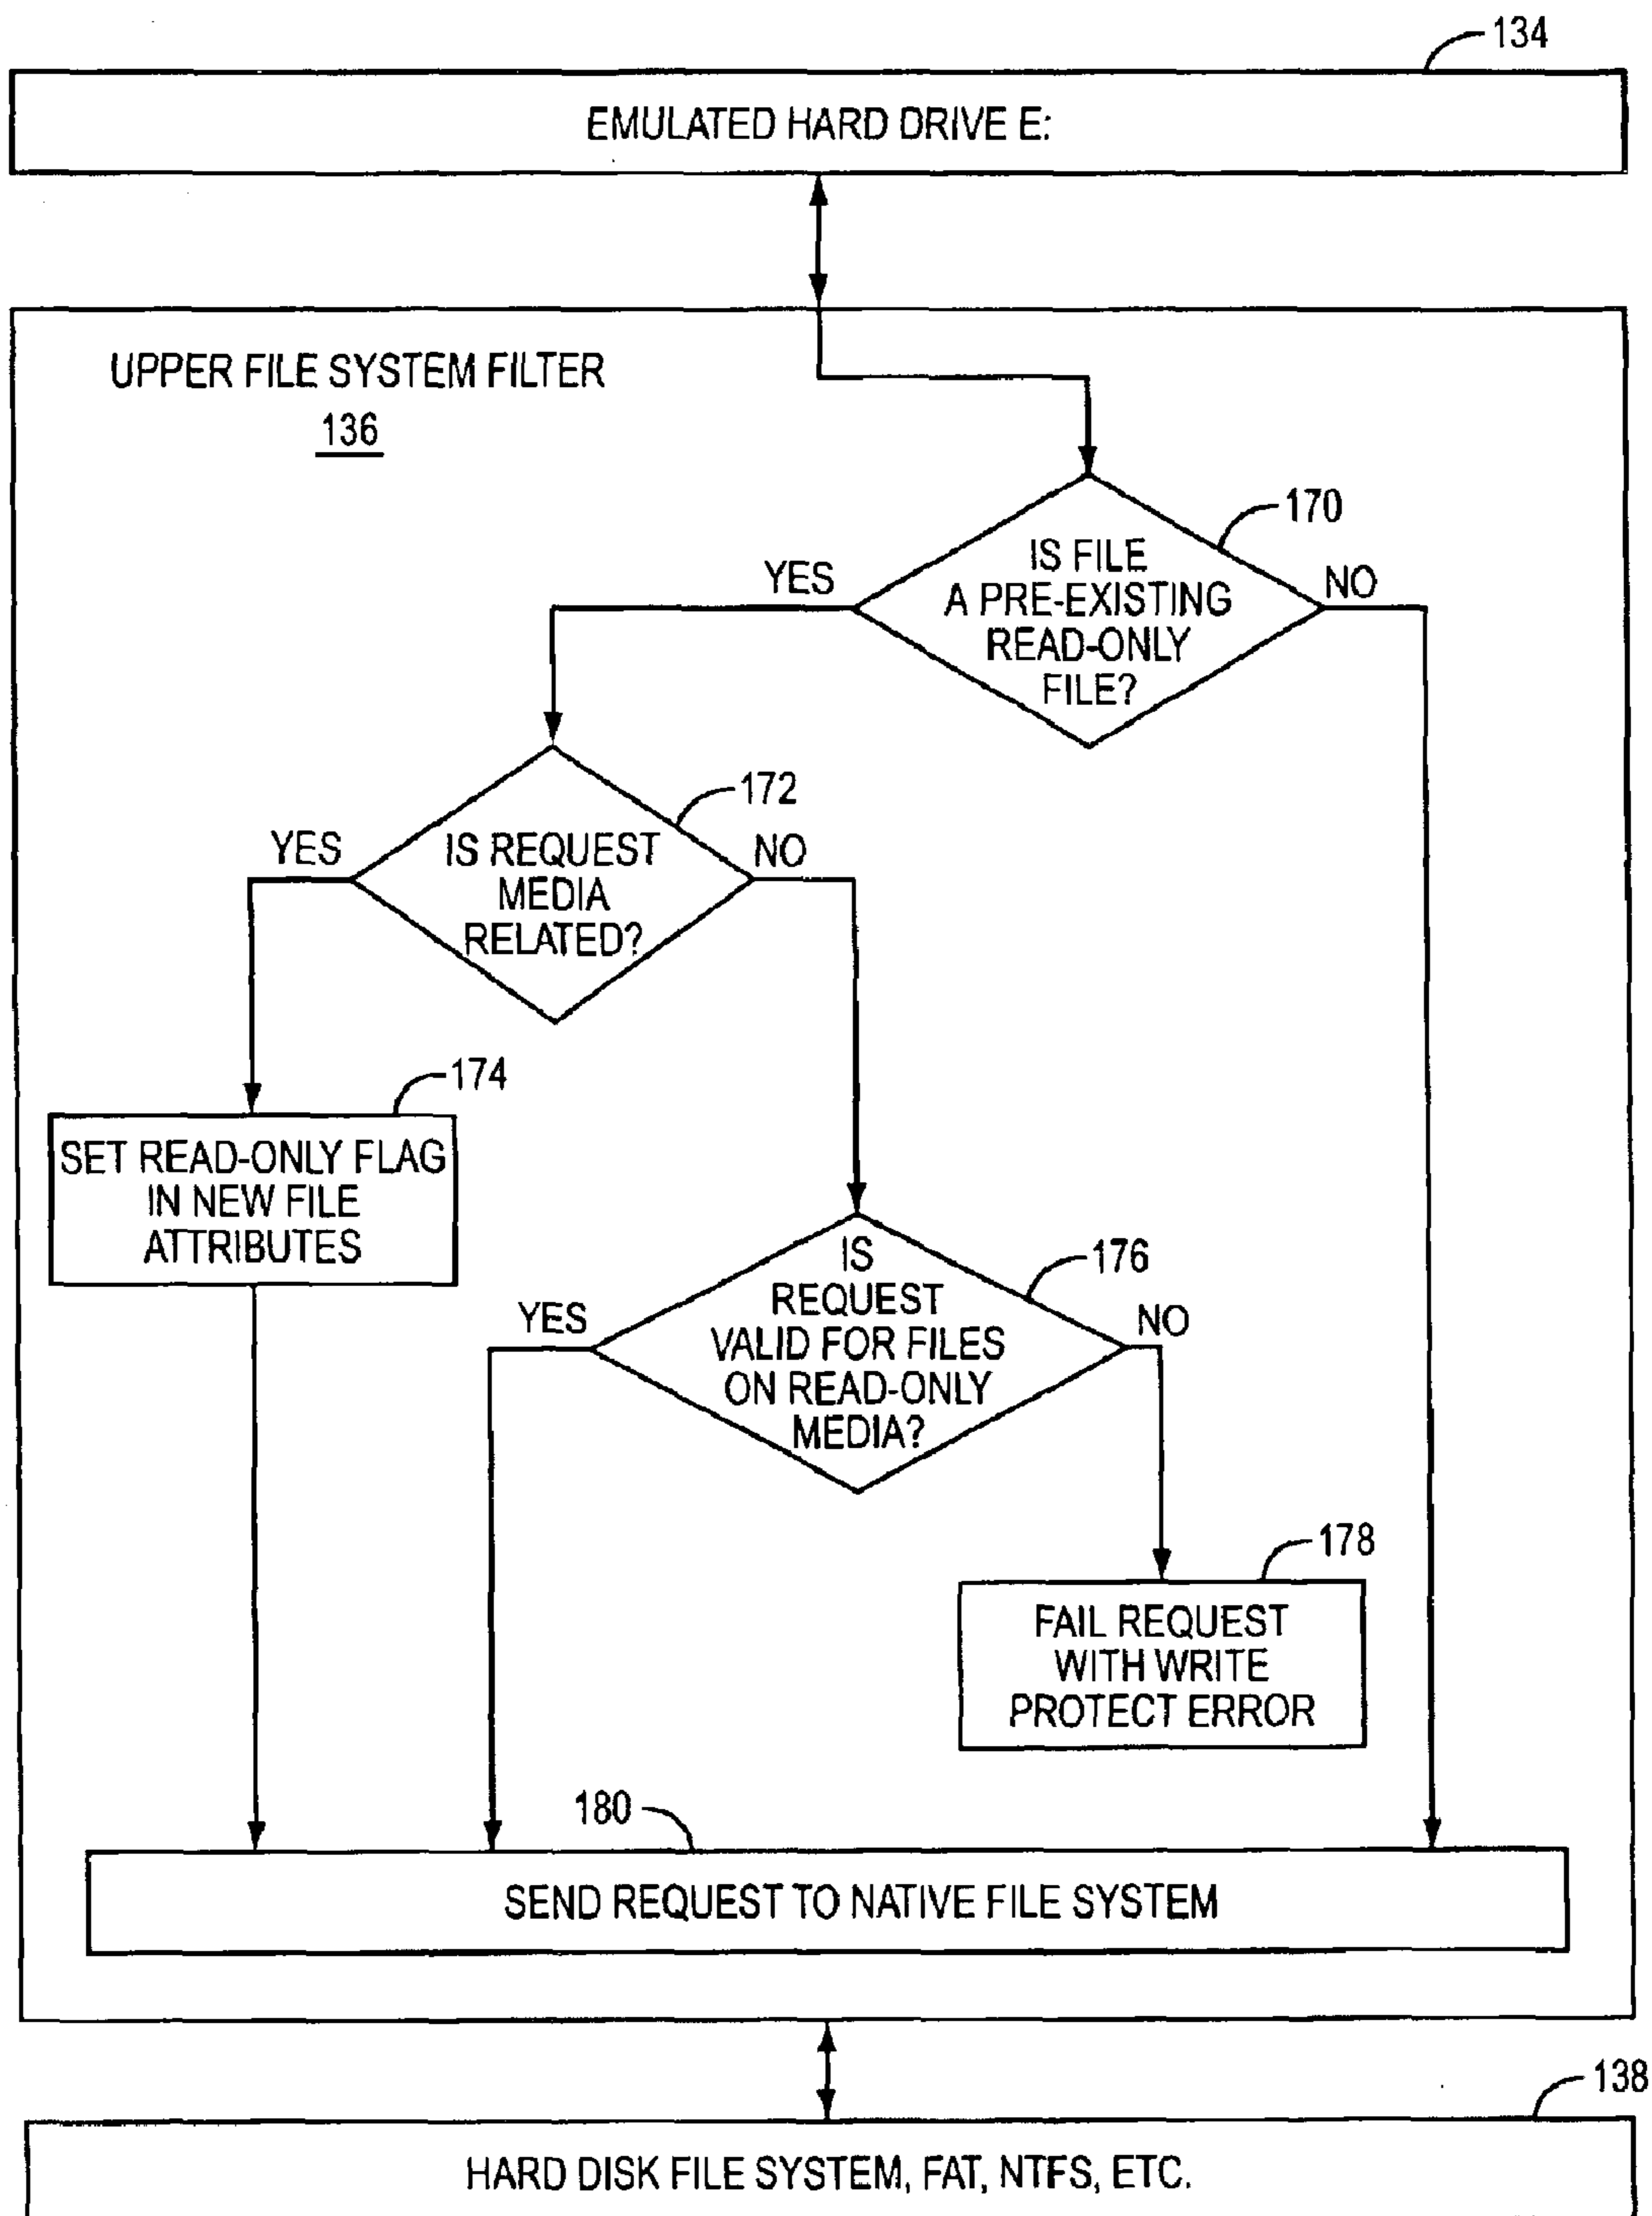 134
EMULATED HARD DRIVE E:
UPPER FILE SYSTEM FILTER
136
170
IS FILE
A PRE-EXISTING
READ-ONLY
FILE?
YES
NO
172
IS REQUEST
MEDIA
RELATED?
YES
NO
174
SET READ-ONLY FLAG
IN NEW FILE
ATTRIBUTES
176
IS
REQUEST
VALID FOR FILES
ON READ-ONLY
MEDIA?
YES
NO
178
FAIL REQUEST
WITH WRITE
PROTECT ERROR
180
SEND REQUEST TO NATIVE FILE SYSTEM
138
HARD DISK FILE SYSTEM, FAT, NTFS, ETC.